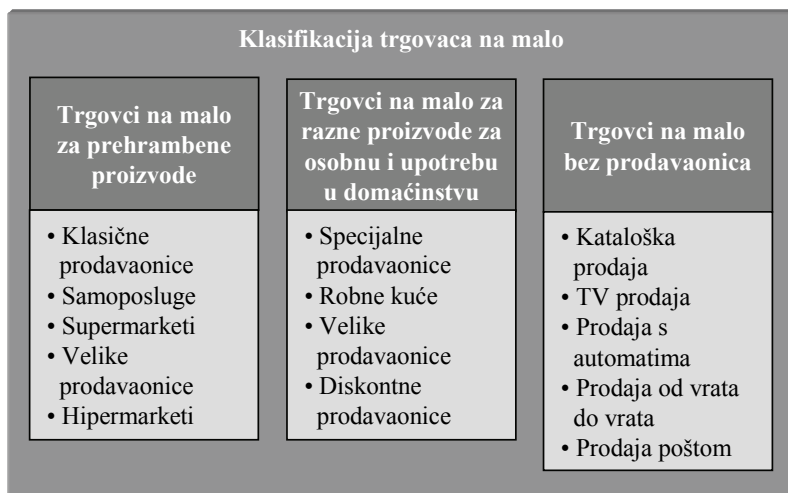 Klasifikacija trgovaca na malo
Trgovci na malo
za prehrambene
proizvode
• Klasične
prodavaonice
• Samoposluge
• Supermarketi
• Velike
prodavaonice
• Hipermarketi
Trgovci na malo za
razne proizvode za
osobnu i upotrebu
u domaćinstvu
• Specijalne
prodavaonice
• Robne kuće
• Velike
prodavaonice
• Diskontne
prodavaonice
Trgovci na malo
bez prodavaonica
• Kataloška
prodaja
• TV prodaja
• Prodaja s
automatima
• Prodaja od vrata
do vrata
• Prodaja poštom